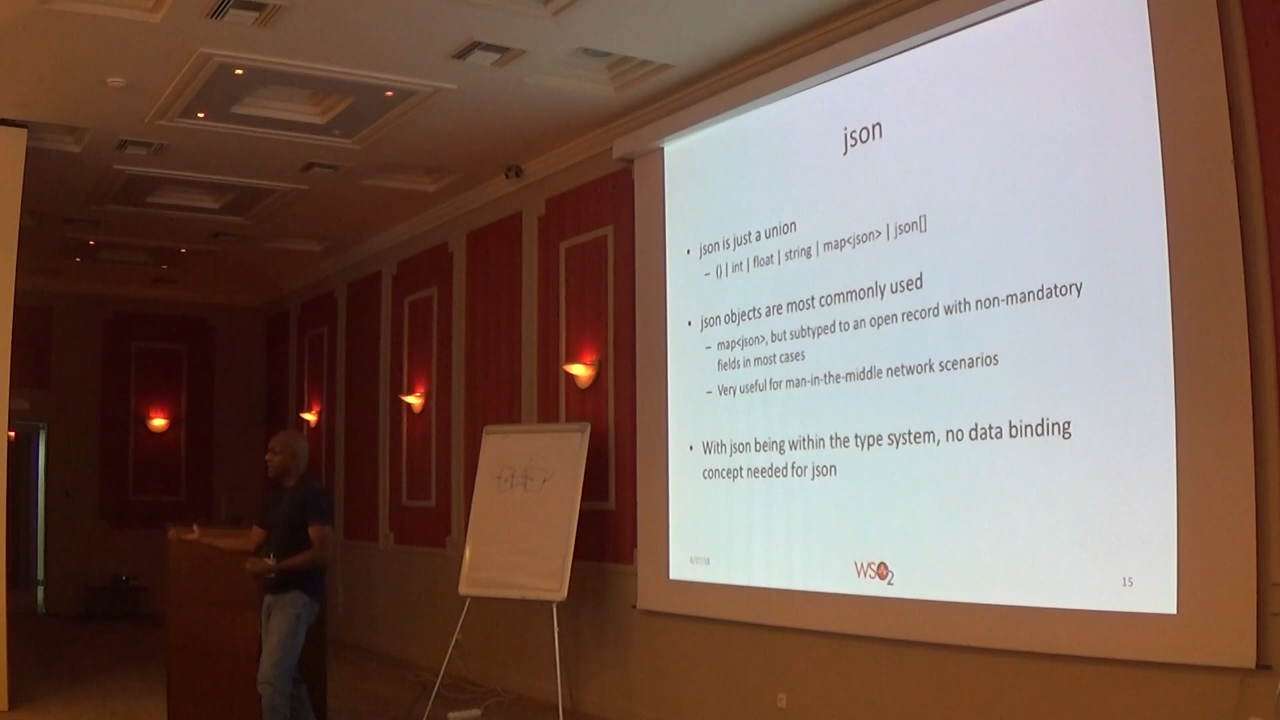 json
• json is just a union
– () | int | float | string | map<json> | json[]
• json objects are most commonly used
– map<json>, but subtyped to an open record with non-mandatory
fields in most cases
– Very useful for man-in-the-middle network scenarios
• With json being within the type system, no data binding
concept needed for json
WSO2
15